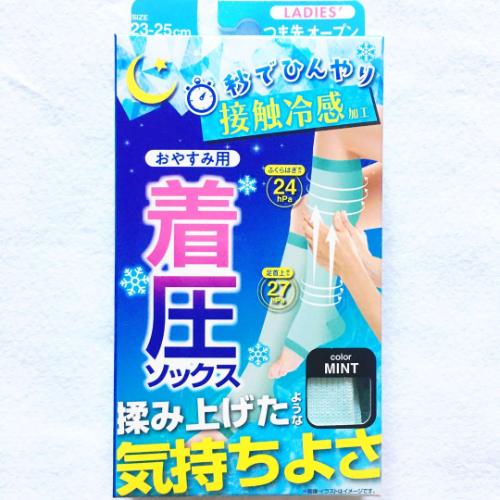 SIZE
23-25cm
LADIES'
つま先オープン
秒でひんやり
接触冷感加工
おやすみ用
着圧
ソックス
ふくらはぎ
24
hPa
足首上
27
hPa
color
MINT
揉み上げたような
気持ちよさ
*画像・イラストはイメージです。